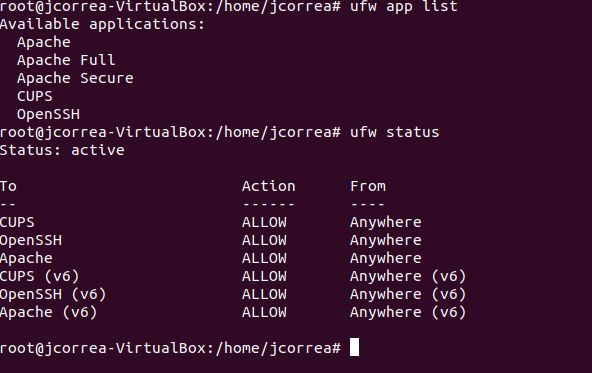 root@jcorrea-VirtualBox:/home/jcorrea# ufw app list
Available applications:
  Apache
  Apache Full
  Apache Secure
  CUPS
  OpenSSH
root@jcorrea-VirtualBox:/home/jcorrea# ufw status
Status: active

To                         Action      From
--                         ------      ----
CUPS                       ALLOW       Anywhere
OpenSSH                    ALLOW       Anywhere
Apache                     ALLOW       Anywhere
CUPS (v6)                  ALLOW       Anywhere (v6)
OpenSSH (v6)               ALLOW       Anywhere (v6)
Apache (v6)                ALLOW       Anywhere (v6)

root@jcorrea-VirtualBox:/home/jcorrea#